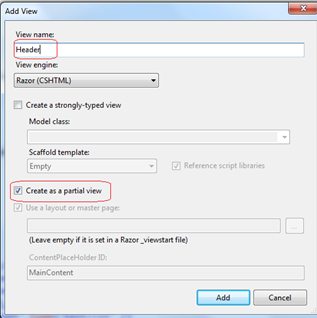 Add View
View name:
Header
View engine:
Razor (CSHTML)
Create a strongly-typed view
Model class:
Scaffold template:
Empty
Reference script libraries
Create as a partial view
Use a layout or master page:
...
(Leave empty if it is set in a Razor _viewstart file)
ContentPlaceHolder ID:
MainContent
Add Cancel